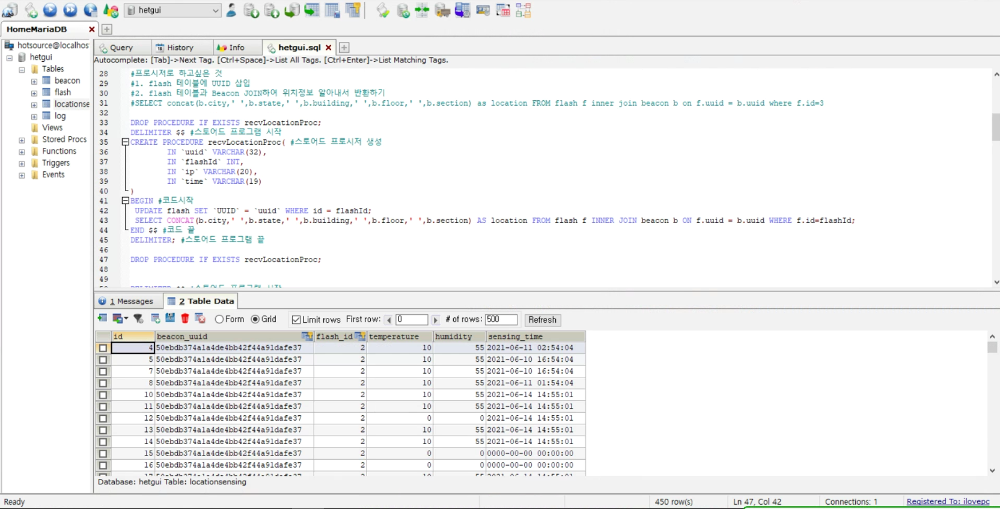 hetgui
HomeMariaDB
hotsource@localhos
hetgui
Tables
beacon
flash
locationse
log
Views
Stored Procs
Functions
Triggers
Events
Query
History
Info
hetgui.sql
Autocomplete: [Tab]->Next Tag. [Ctrl+Space]->List All Tags. [Ctrl+Enter]->List Matching Tags.
28 #프로시저로 하고싶은 것
29 #1. flash 테이블에 UUID 삽입
30 #2. flash 테이블과 Beacon JOIN하여 위치정보 알아내서 반환하기
31 #SELECT concat(b.city,' ',b.state,' ',b.building,' ',b.floor,' ',b.section) as location FROM flash f inner join beacon b on f.uuid = b.uuid where f.id=3
32
33 DROP PROCEDURE IF EXISTS recvLocationProc;
34 DELIMITER $$ #스토어드 프로그램 시작
35 CREATE PROCEDURE recvLocationProc( #스토어드 프로시저 생성
36 IN `uuid` VARCHAR(32),
37 IN `flashId` INT,
38 IN `ip` VARCHAR(20),
39 IN `time` VARCHAR(19)
40 )
41 BEGIN #코드시작
42 UPDATE flash SET `UUID` = `uuid` WHERE id = flashId;
43 SELECT CONCAT(b.city,' ',b.state,' ',b.building,' ',b.floor,' ',b.section) AS location FROM flash f INNER JOIN beacon b ON f.uuid = b.uuid WHERE f.id=flashId;
44 END $$ #코드 끝
45 DELIMITER; #스토어드 프로그램 끝
46
47 DROP PROCEDURE IF EXISTS recvLocationProc;
48
49
1 Messages
2 Table Data
Form Grid Limit rows First row: 0 # of rows: 500 Refresh
id beacon_uuid flash_id temperature humidity sensing_time
4 50ebdb374a1a4de4bb42f44a91dafe37 2 10 55 2021-06-11 02:54:04
5 50ebdb374a1a4de4bb42f44a91dafe37 2 10 55 2021-06-10 16:54:04
7 50ebdb374a1a4de4bb42f44a91dafe37 2 10 55 2021-06-10 16:54:04
8 50ebdb374a1a4de4bb42f44a91dafe37 2 10 55 2021-06-11 01:54:04
10 50ebdb374a1a4de4bb42f44a91dafe37 2 10 55 2021-06-14 14:55:01
11 50ebdb374a1a4de4bb42f44a91dafe37 2 10 55 2021-06-14 14:55:01
12 50ebdb374a1a4de4bb42f44a91dafe37 2 0 0 2021-06-14 14:55:01
13 50ebdb374a1a4de4bb42f44a91dafe37 2 10 55 2021-06-14 14:55:01
14 50ebdb374a1a4de4bb42f44a91dafe37 2 10 55 2021-06-14 14:55:01
15 50ebdb374a1a4de4bb42f44a91dafe37 2 0 0 0000-00-00 00:00:00
16 50ebdb374a1a4de4bb42f44a91dafe37 2 0 0 0000-00-00 00:00:00
Database: hetgui Table: locationsensing
Ready 450 row(s) Ln 47, Col 42 Connections: 1 Registered To: ilovepc